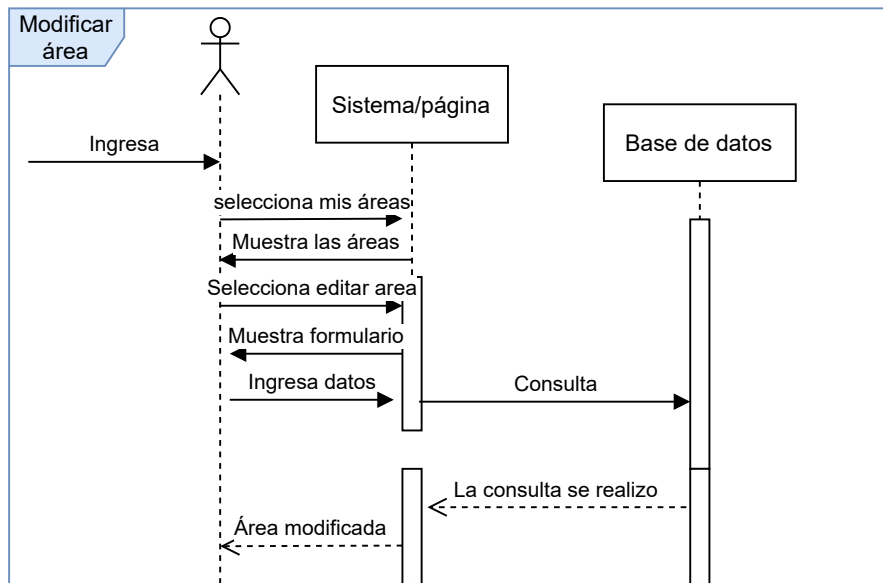 Modificar
área
Sistema/página
Base de datos
Ingresa
selecciona mis áreas
Muestra las áreas
Selecciona editar area
Muestra formulario
Ingresa datos
Consulta
La consulta se realizo
Área modificada